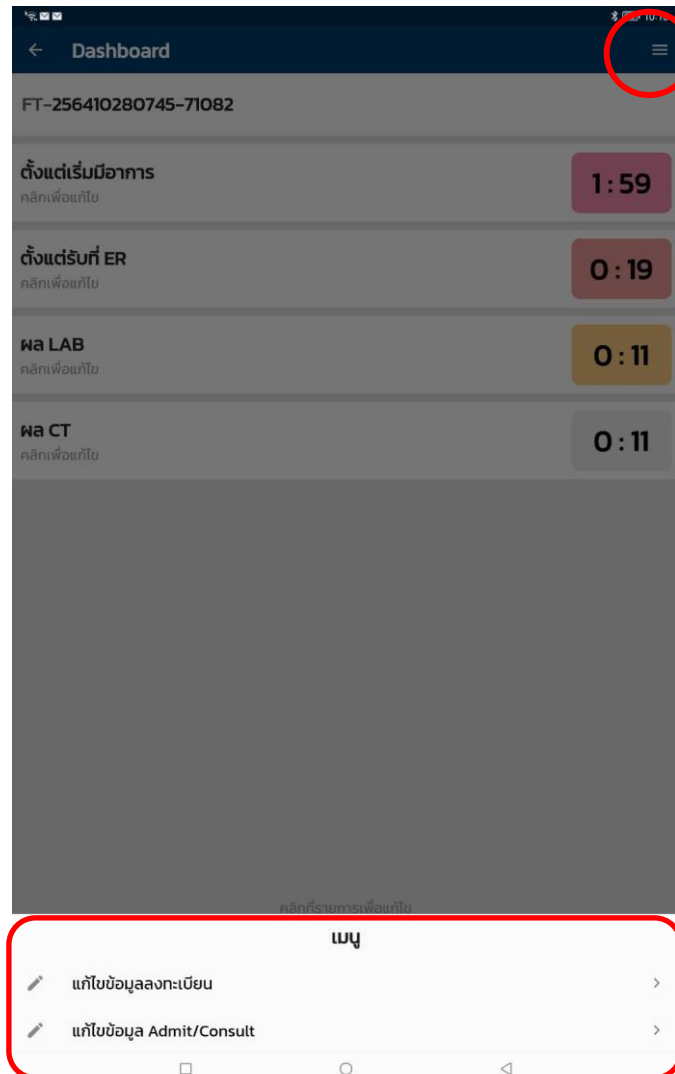 Dashboard
FT-256410280745-71082
ตั้งแต่เริ่มมีอาการ
คลิกเพื่อแก้ไข
1 : 59
ตั้งแต่รับที่ ER
คลิกเพื่อแก้ไข
0 : 19
ผล LAB
คลิกเพื่อแก้ไข
0 : 11
ผล CT
คลิกเพื่อแก้ไข
0 : 11
คลิกที่รายการเพื่อแก้ไข
เมนู
แก้ไขข้อมูลลงทะเบียน
แก้ไขข้อมูล Admit/Consult